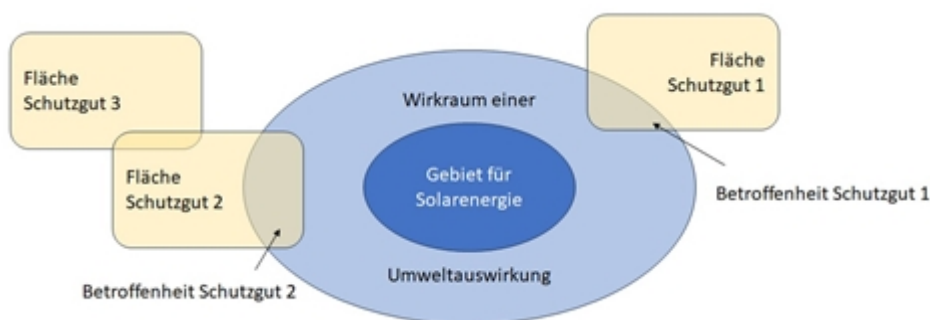 Fläche
Schutzgut 3
Fläche
Schutzgut 2
Betroffenheit Schutzgut 2
Wirkraum einer
Gebiet für
Solarenergie
Umweltauswirkung
Fläche
Schutzgut 1
Betroffenheit Schutzgut 1